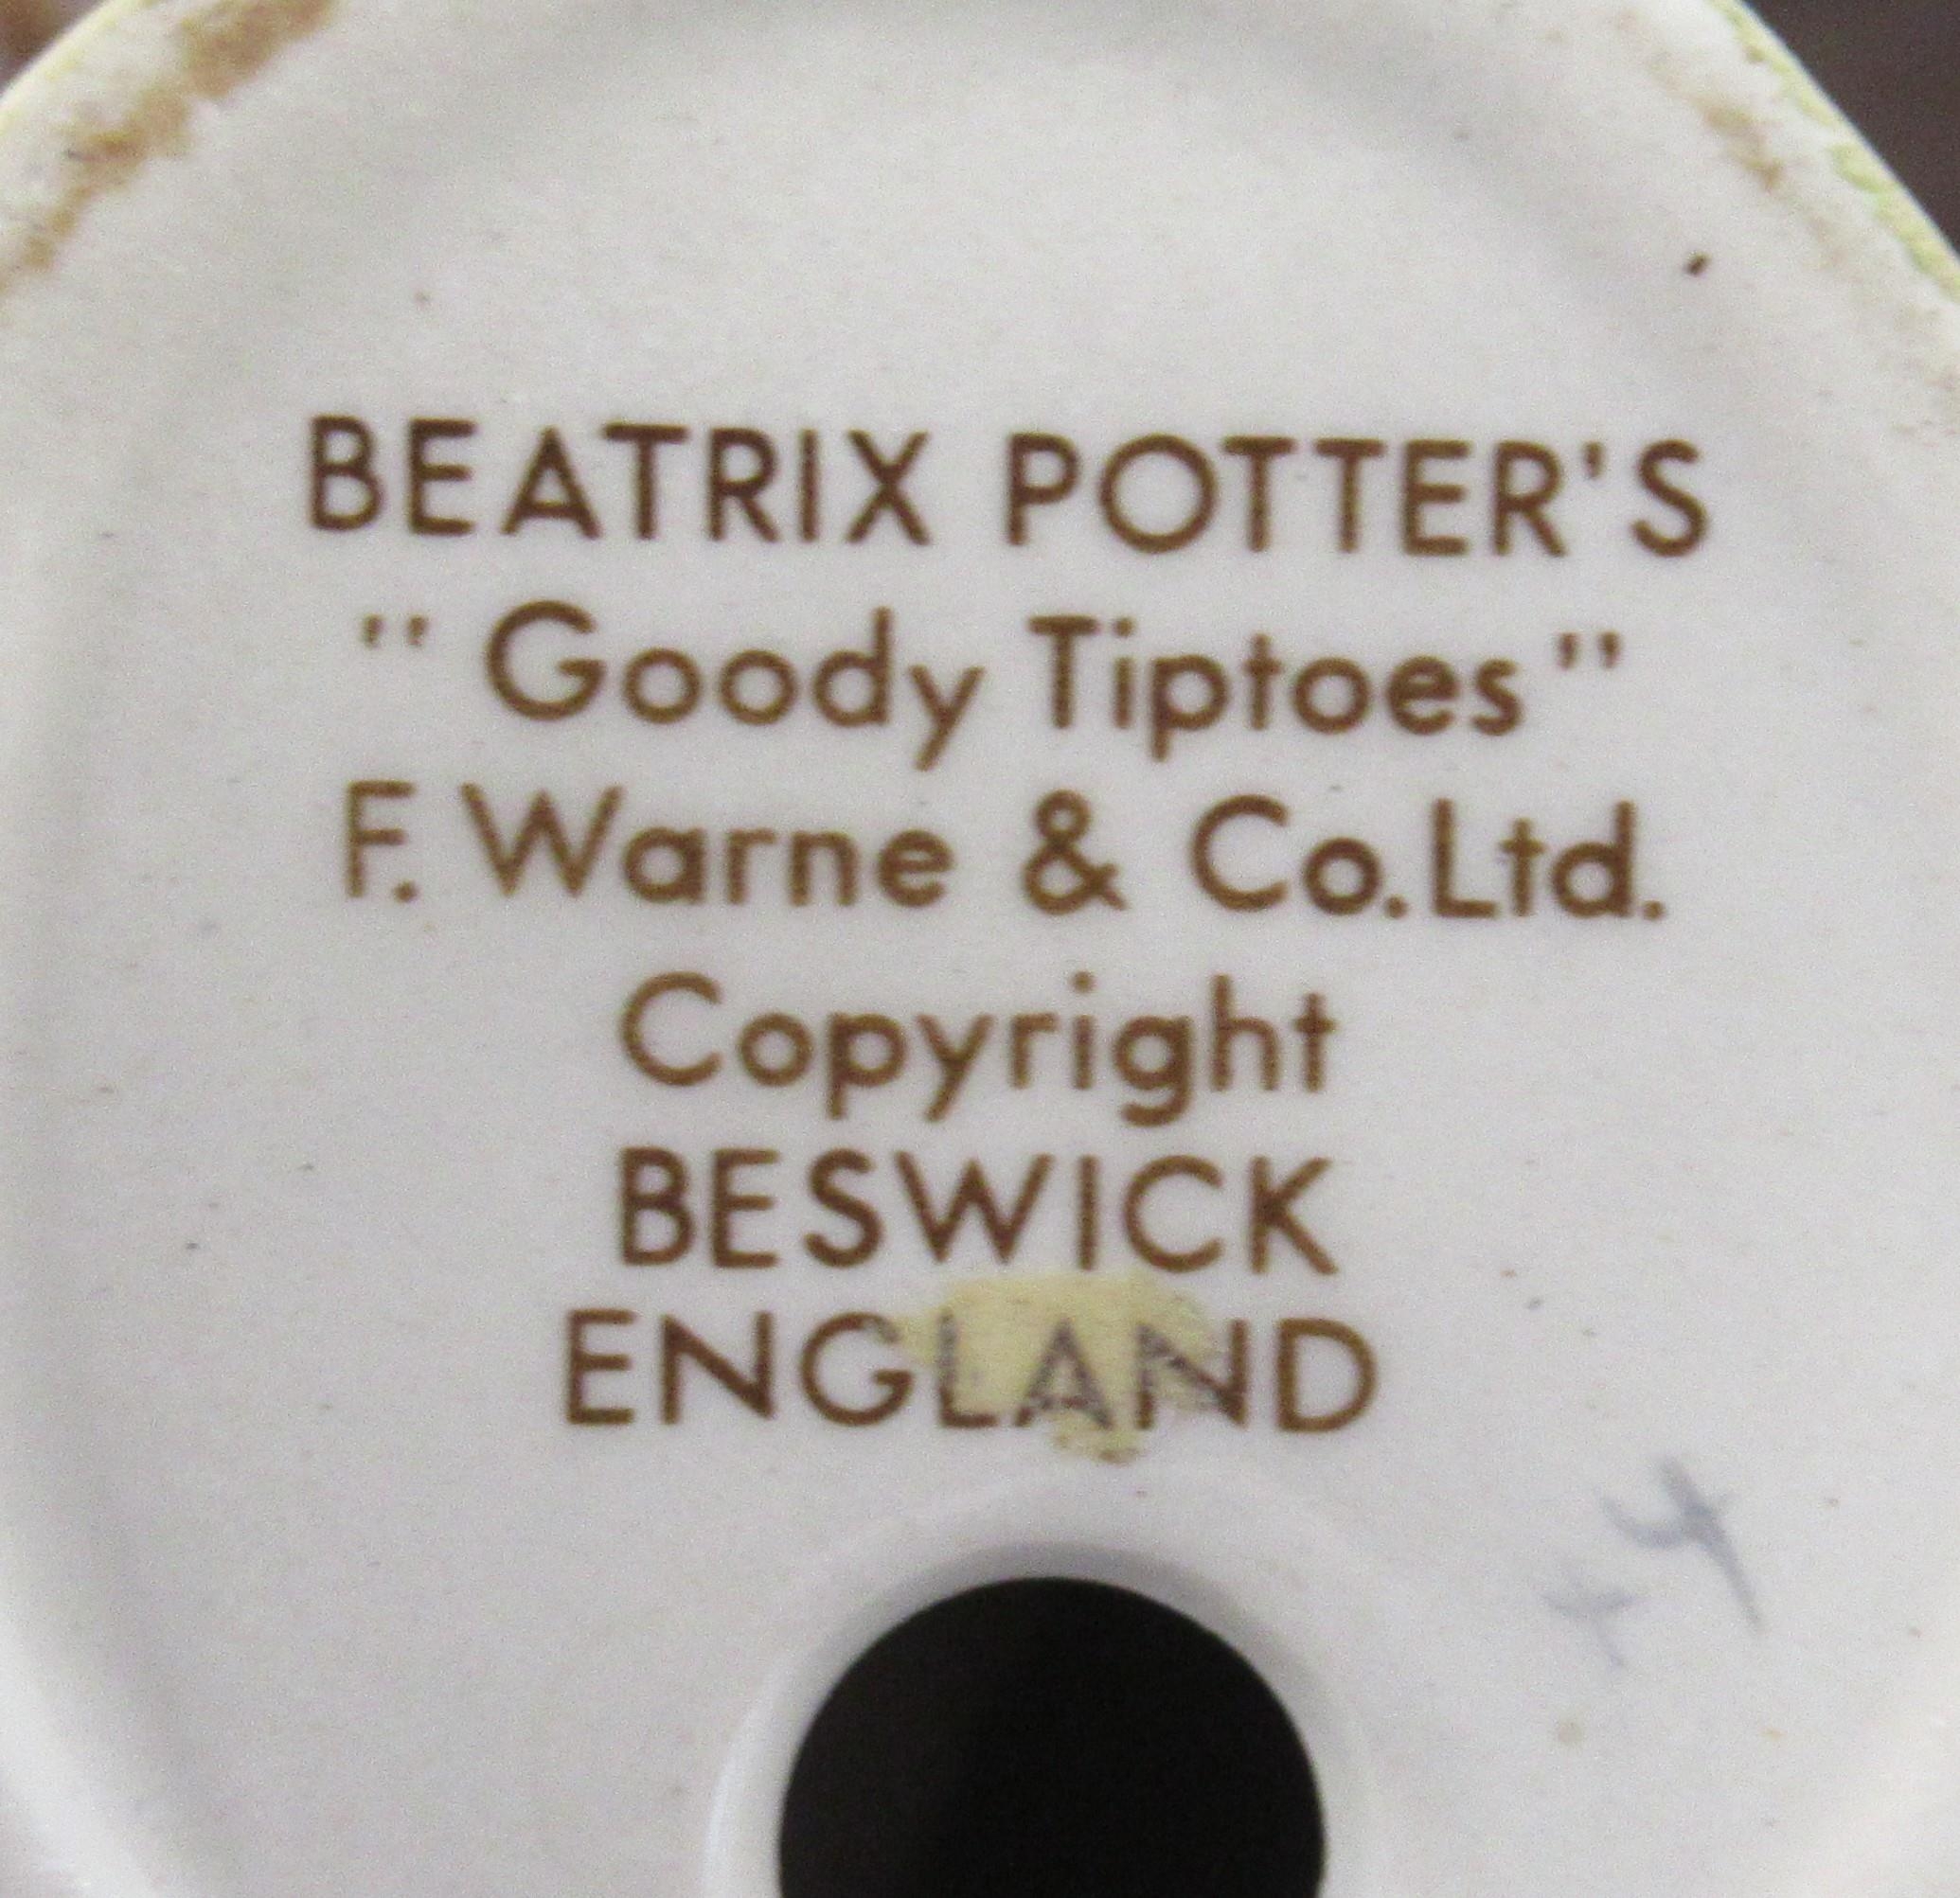 BEATRIX POTTER'S
"Goody Tiptoes"
F. Warne & Co.Ltd.
Copyright
BESWICK
ENGLAND